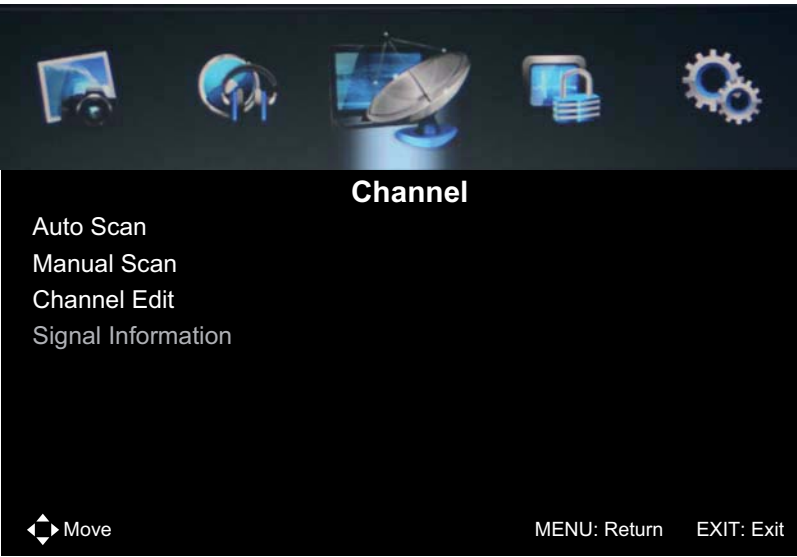 Channel
Auto Scan
Manual Scan
Channel Edit
Signal Information
Move MENU: Return EXIT: Exit